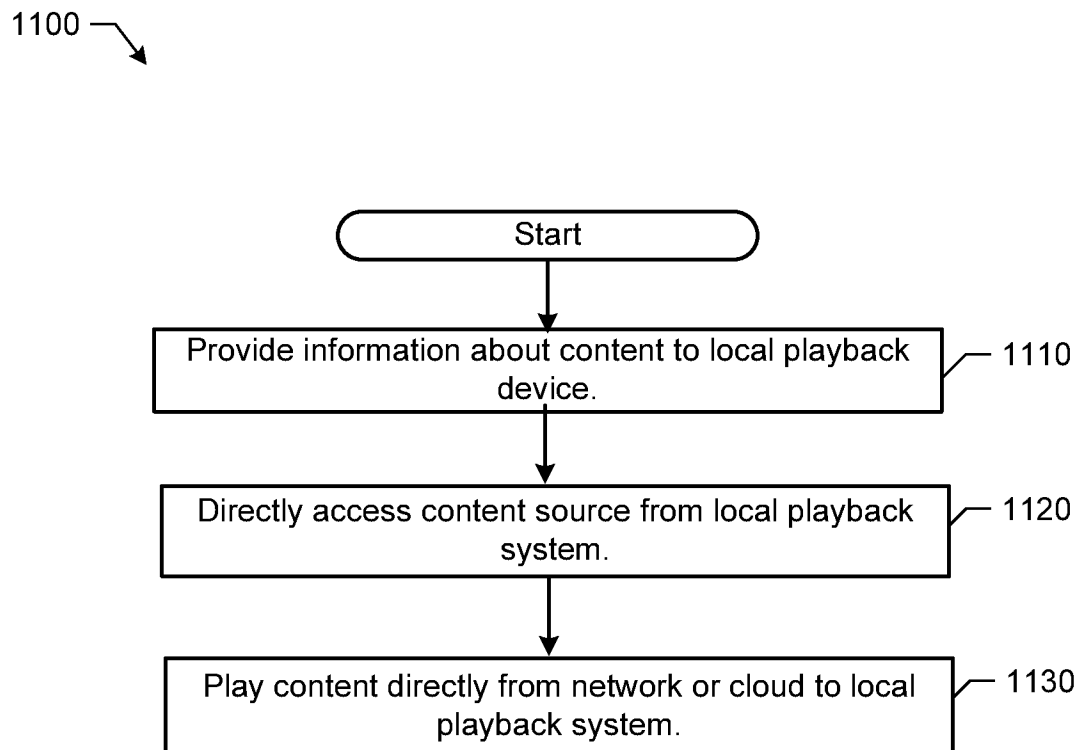 1100
Start
Provide information about content to local playback
device.
1110
Directly access content source from local playback
system.
1120
Play content directly from network or cloud to local
playback system.
1130